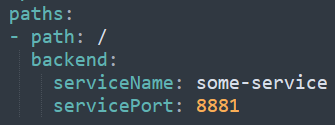 paths:
- path: /
  backend:
    serviceName: some-service
    servicePort: 8881